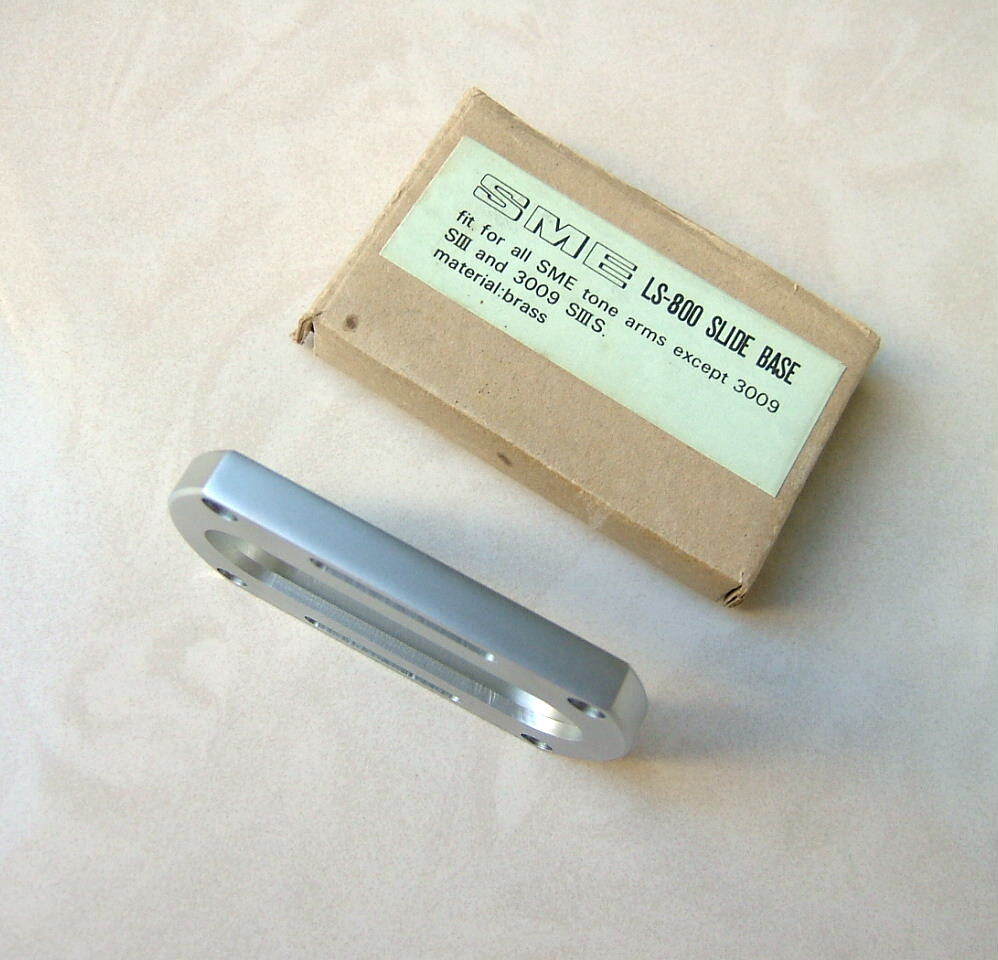 SME LS-800 SLIDE BASE
fit. for all SME tone arms except 3009
SIII and 3009 SIIIS.
material:brass